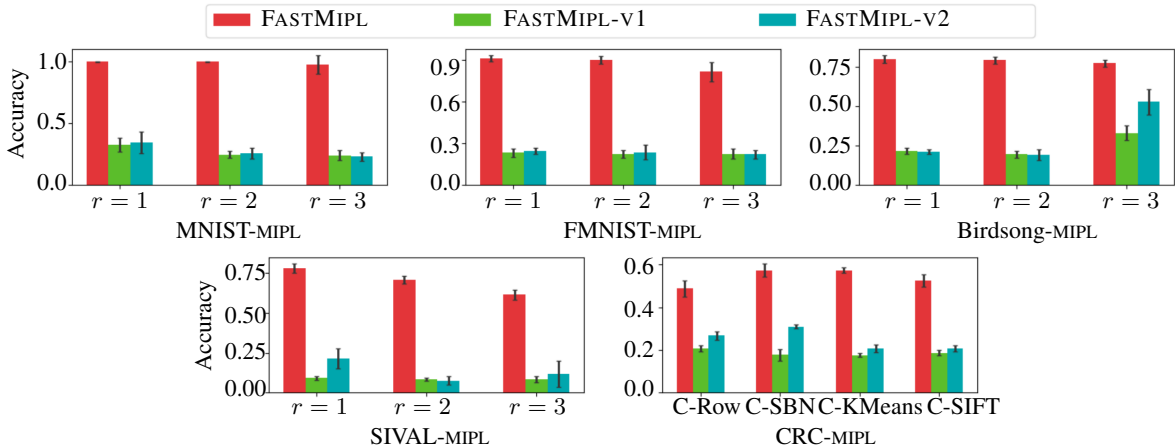 FASTMIPL FASTMIPL-V1 FASTMIPL-V2
Accuracy
1.0
0.5
0.0
r = 1 r = 2 r = 3
MNIST-MIPL
0.9
0.6
0.3
0.0
r = 1 r = 2 r = 3
FMNIST-MIPL
0.75
0.50
0.25
0.00
r = 1 r = 2 r = 3
Birdsong-MIPL
Accuracy
0.75
0.50
0.25
0.00
r = 1 r = 2 r = 3
SIVAL-MIPL
0.6
0.4
0.2
0.0
C-Row C-SBN C-KMeans C-SIFT
CRC-MIPL